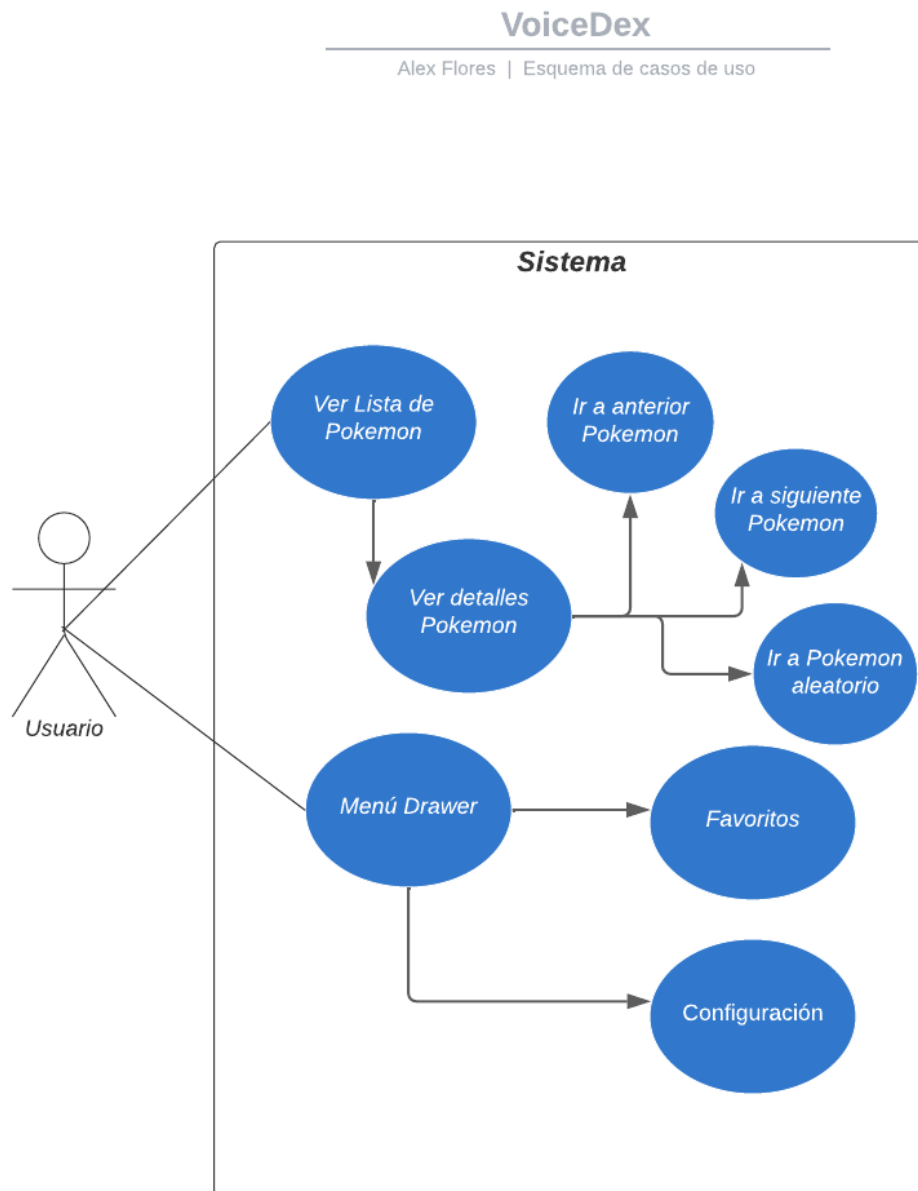 VoiceDex
Alex Flores | Esquema de casos de uso
Sistema
Ver Lista de
Pokemon
Ir a anterior
Pokemon
Ir a siguiente
Pokemon
Ver detalles
Pokemon
Ir a Pokemon
aleatorio
Usuario
Menú Drawer
Favoritos
Configuración